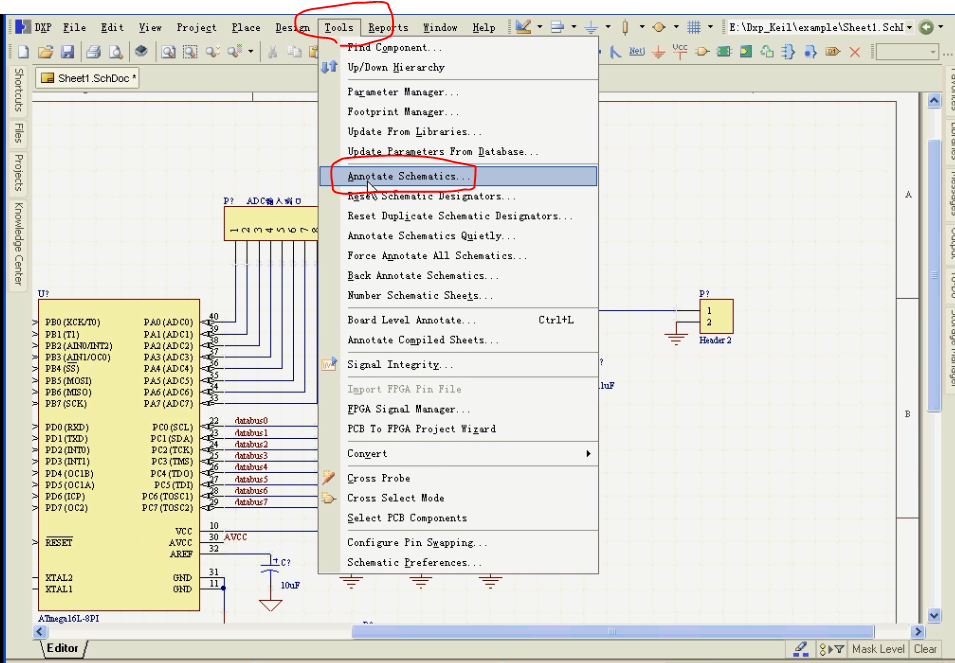 DXP File Edit View Project Place Design Tools Reports Window Help E:\Dxp_Keil\example\Sheet1.SchD
Net1 Vcc
Sheet1.SchDoc *
Shortcuts
Files
Projects
Knowledge Center
Find Component...
Up/Down Hierarchy
Parameter Manager...
Footprint Manager...
Update From Libraries...
Update Parameters From Database...
Annotate Schematics...
Reset Schematic Designators...
Reset Duplicate Schematic Designators...
Annotate Schematics Quietly...
Force Annotate All Schematics...
Back Annotate Schematics...
Number Schematic Sheets...
Board Level Annotate... Ctrl+L
Annotate Compiled Sheets...
Signal Integrity...
Import FPGA Pin File
FPGA Signal Manager...
PCB To FPGA Project Wizard
Convert
Cross Probe
Cross Select Mode
Select PCB Components
Configure Pin Swapping...
Schematic Preferences...
P? ADC输入端口
1 2 3 4 5 6 7 8
U?
PB0 (XCK/T0) PA0 (ADC0) 40
PB1 (T1) PA1 (ADC1) 39
PB2 (AIN0/INT2) PA2 (ADC2) 38
PB3 (AIN1/OC0) PA3 (ADC3) 37
PB4 (SS) PA4 (ADC4) 36
PB5 (MOSI) PA5 (ADC5) 35
PB6 (MISO) PA6 (ADC6) 34
PB7 (SCK) PA7 (ADC7) 33
PD0 (RXD) PC0 (SCL) 22 databus0
PD1 (TXD) PC1 (SDA) 23 databus1
PD2 (INT0) PC2 (TCK) 24 databus2
PD3 (INT1) PC3 (TMS) 25 databus3
PD4 (OC1B) PC4 (TDO) 26 databus4
PD5 (OC1A) PC5 (TDI) 27 databus5
PD6 (ICP) PC6 (TOSC1) 28 databus6
PD7 (OC2) PC7 (TOSC2) 29 databus7
VCC 10
RESET AVCC 30 AVCC
AREF 32
C?
10uF
XTAL2 GND 31
XTAL1 GND 11
ATmega16L-8PI
P?
1
2
Header 2
?
.1uF
A
B
Libraries
Messages
Output
To-Do
Storage Manager
Editor
Mask Level Clear